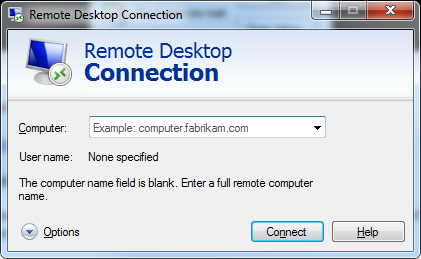 Remote Desktop Connection
Remote Desktop
Connection
Computer: Example: computer.fabrikam.com
User name: None specified
The computer name field is blank. Enter a full remote computer
name.
Options Connect Help